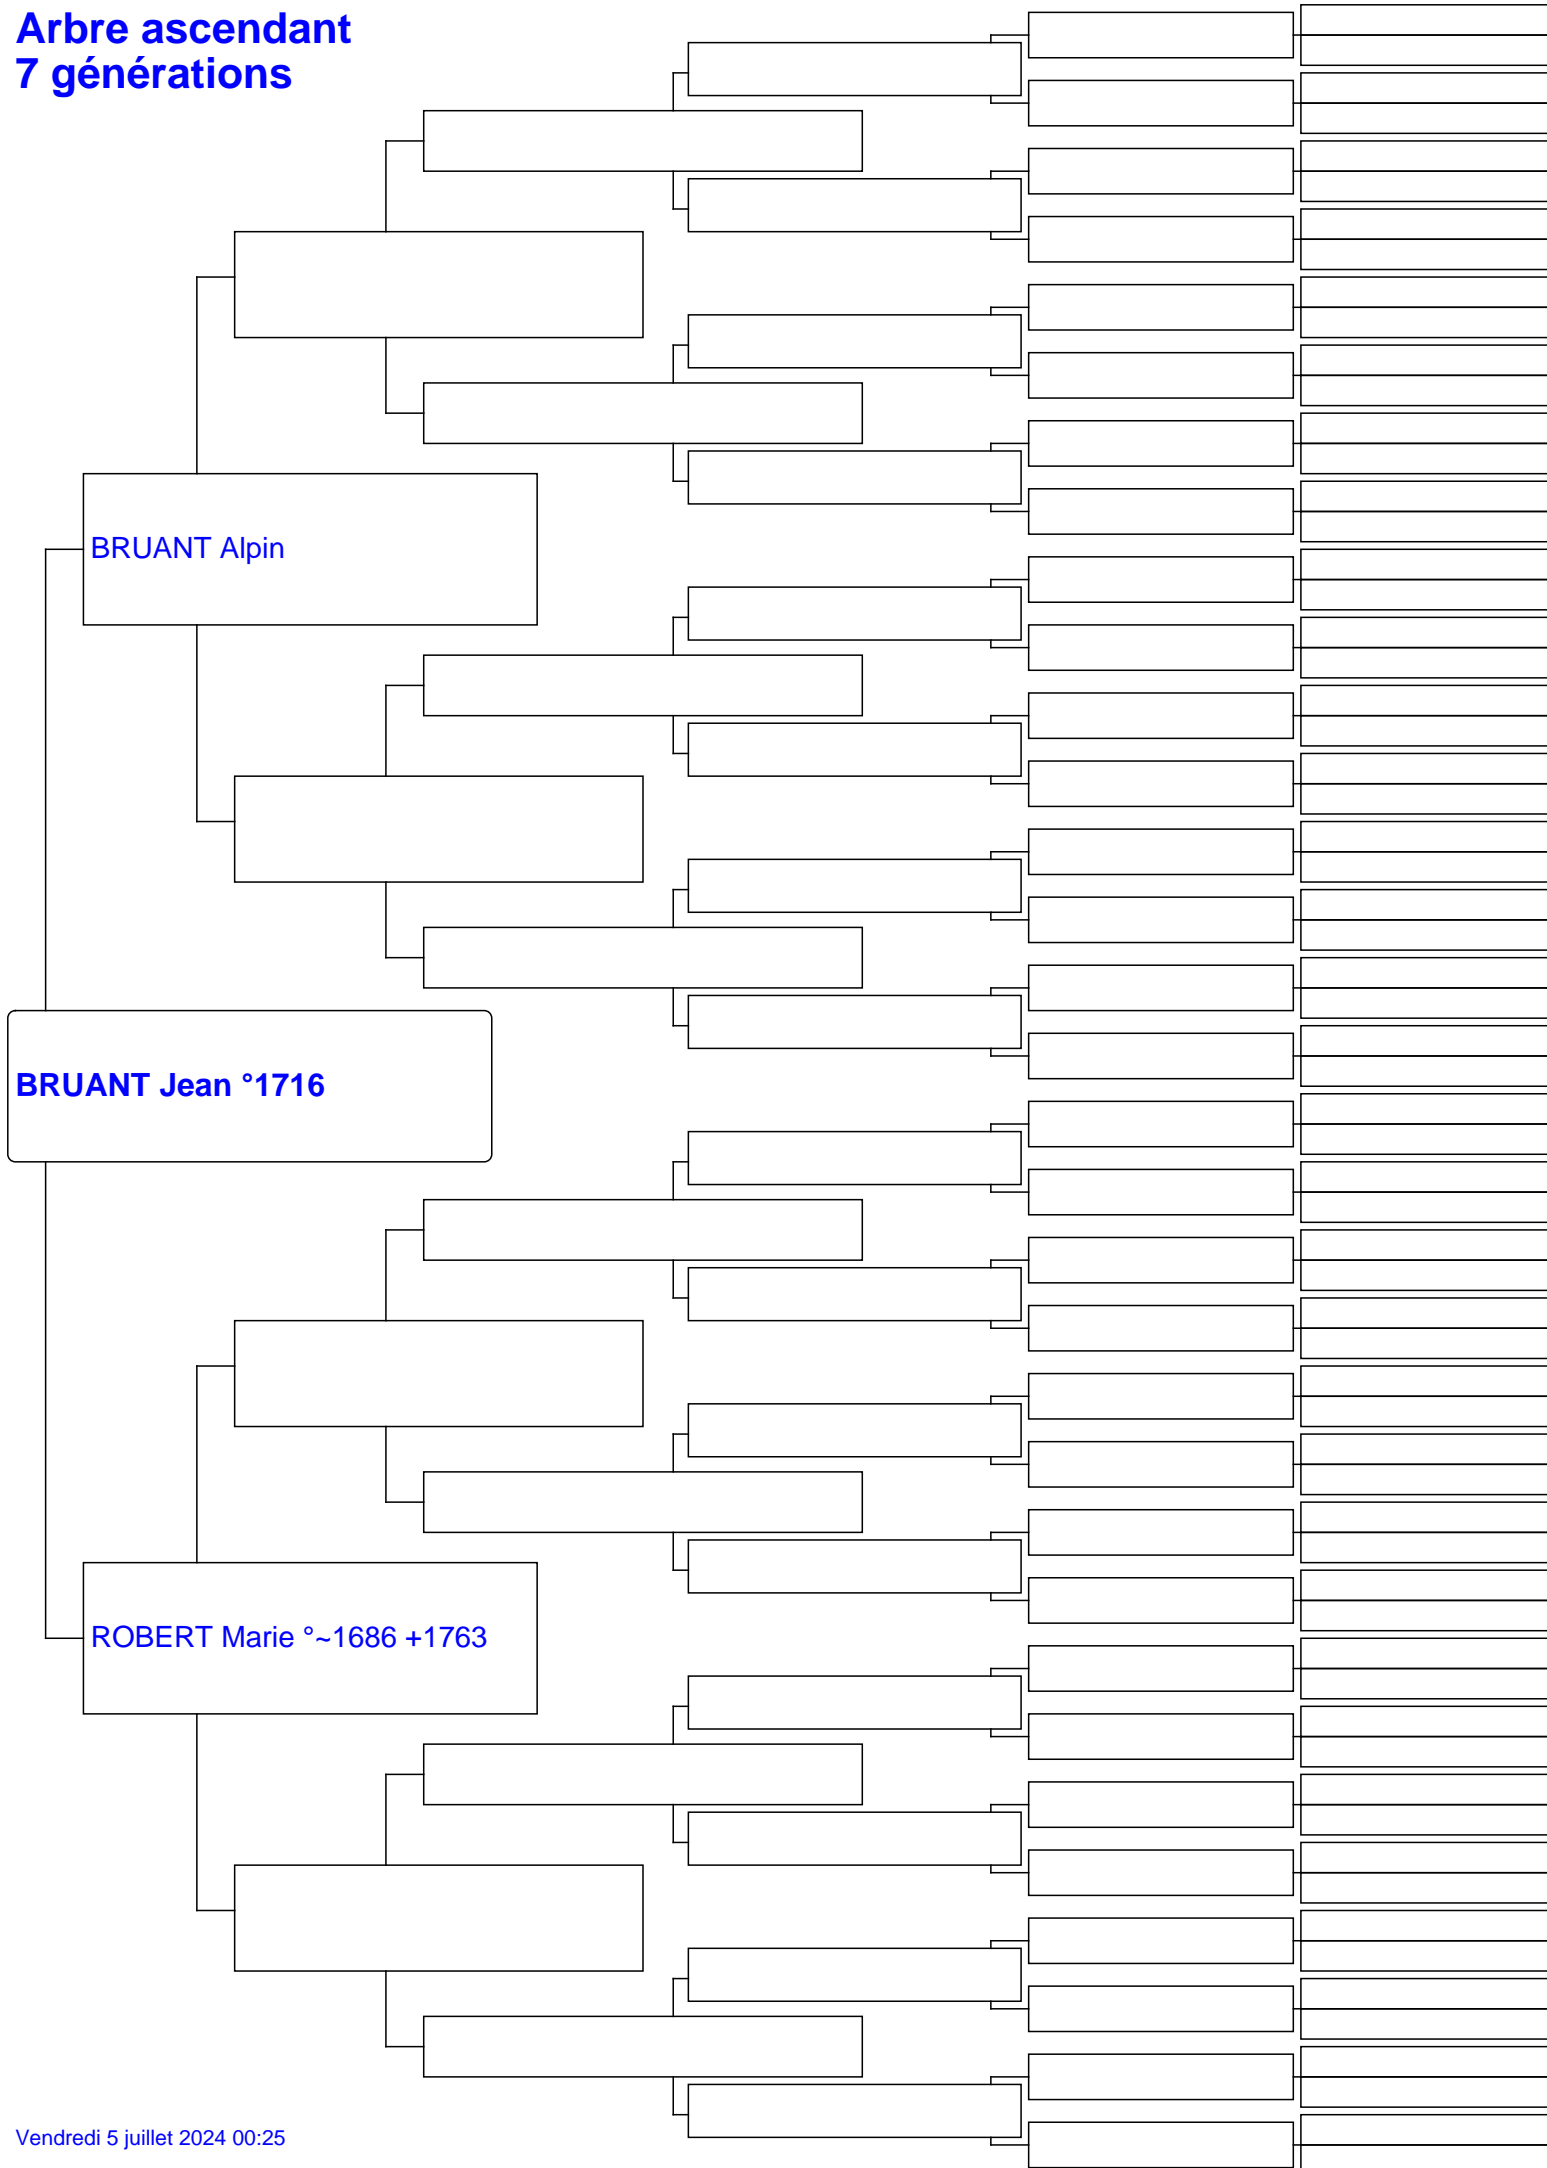 Arbre ascendant
7 générations
BRUANT Alpin
BRUANT Jean °1716
ROBERT Marie °~1686 +1763
Vendredi 5 juillet 2024 00:25